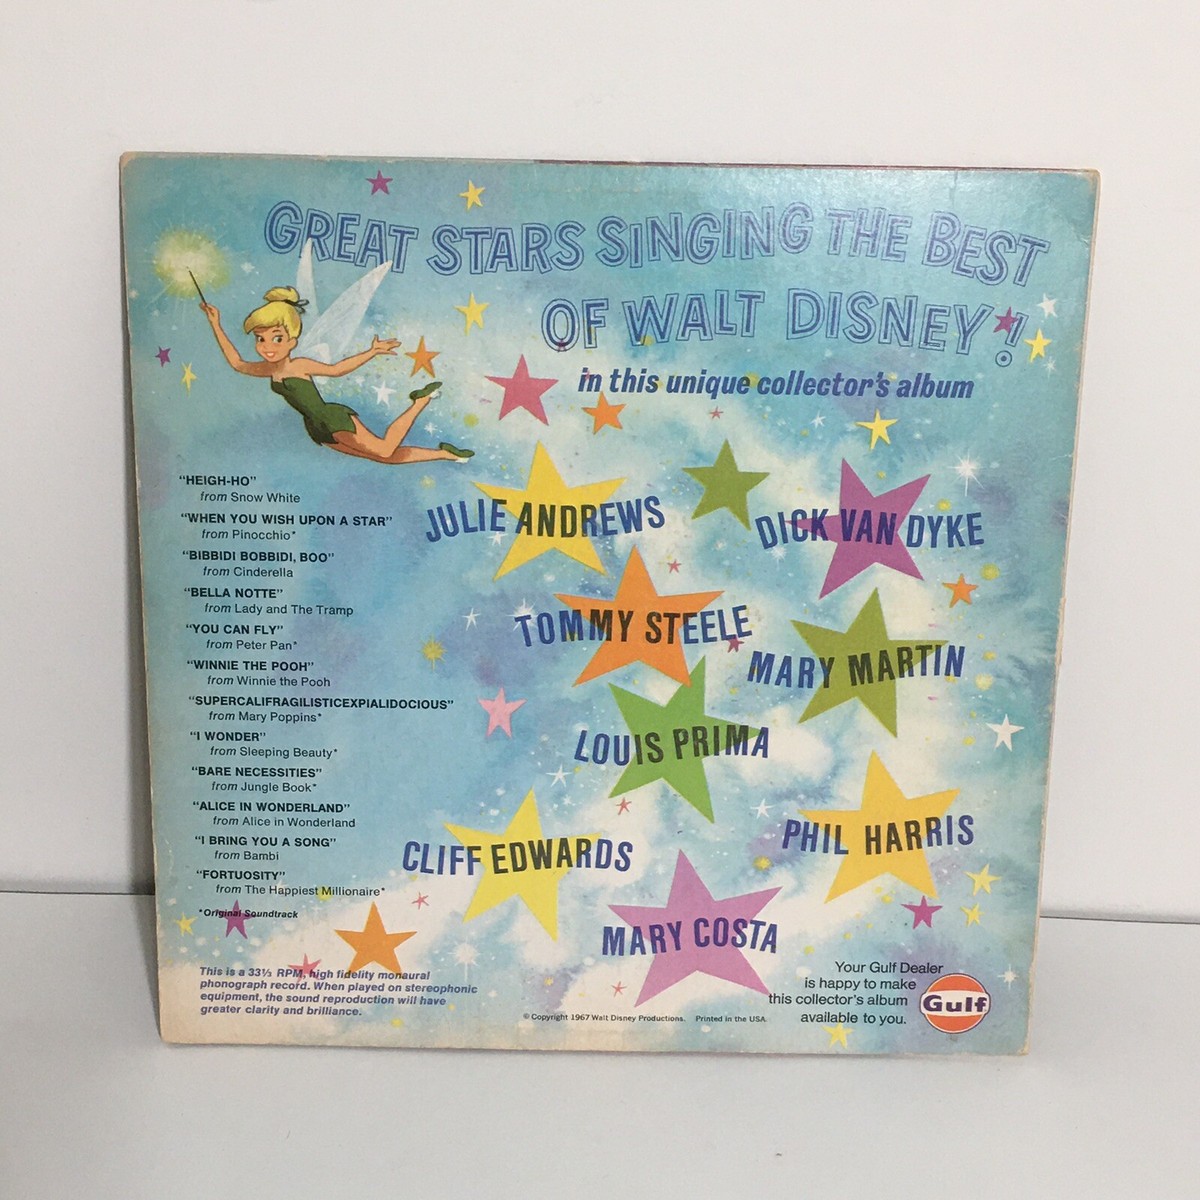 GREAT STARS SINGING THE BEST
OF WALT DISNEY!
in this unique collector's album
"HEIGH-HO"
from Snow White
"WHEN YOU WISH UPON A STAR"
from Pinocchio*
"BIBBIDI BOBBIDI, BOO"
from Cinderella
"BELLA NOTTE"
from Lady and The Tramp
"YOU CAN FLY"
from Peter Pan*
"WINNIE THE POOH"
from Winnie the Pooh
"SUPERCALIFRAGILISTICEXPIALIDOCIOUS"
from Mary Poppins*
"I WONDER"
from Sleeping Beauty*
"BARE NECESSITIES"
from Jungle Book*
"ALICE IN WONDERLAND"
from Alice in Wonderland
"I BRING YOU A SONG"
from Bambi
"FORTUOSITY"
from The Happiest Millionaire*
*Original Soundtrack
JULIE ANDREWS
DICK VAN DYKE
TOMMY STEELE
MARY MARTIN
LOUIS PRIMA
PHIL HARRIS
CLIFF EDWARDS
MARY COSTA
This is a 33⅓ RPM, high fidelity monaural
phonograph record. When played on stereophonic
equipment, the sound reproduction will have
greater clarity and brilliance.
© Copyright 1967 Walt Disney Productions. Printed in the USA.
Your Gulf Dealer
is happy to make
this collector's album
available to you.
Gulf